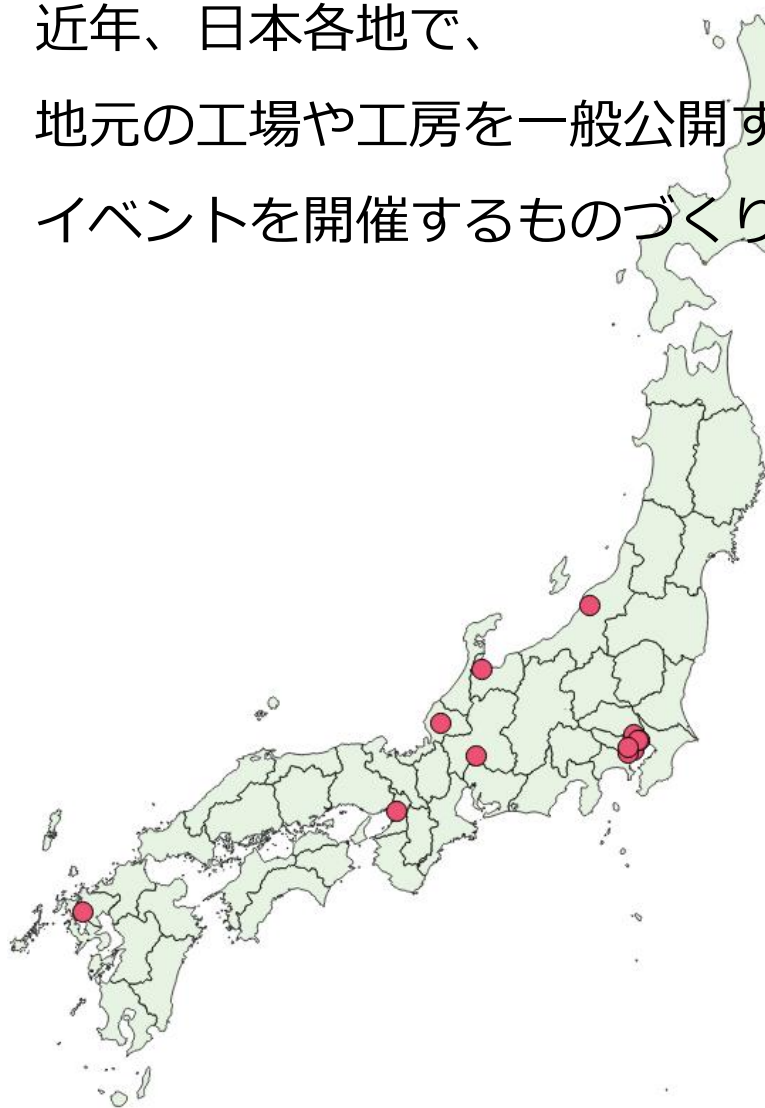 近年、日本各地で、
地元の工場や工房を一般公開す
イベントを開催するものづくり